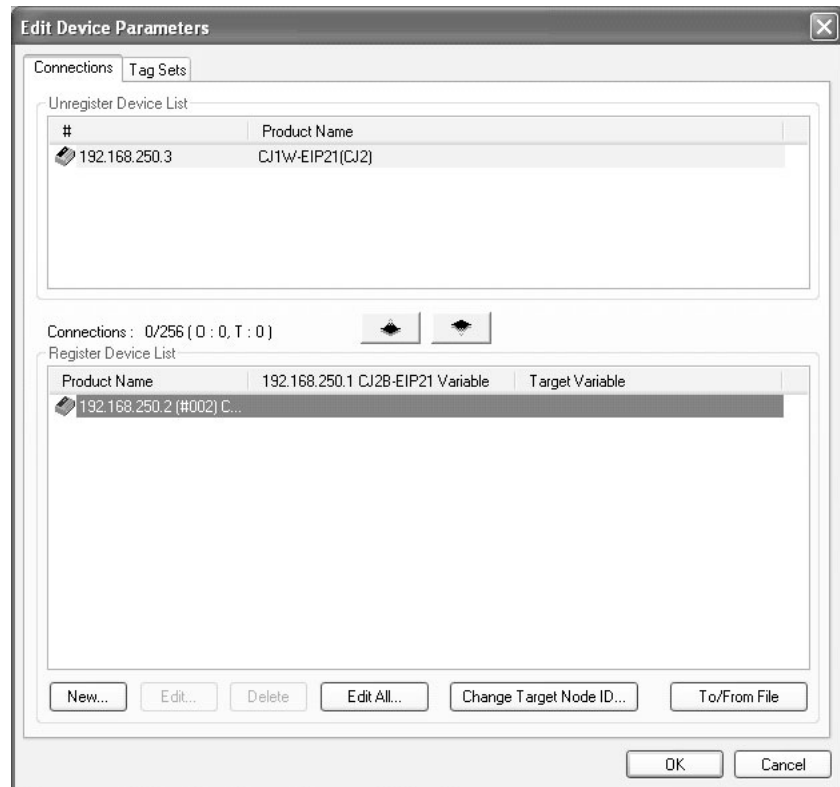 Edit Device Parameters
Connections Tag Sets
Unregister Device List
# Product Name
192.168.250.3 CJ1W-EIP21(CJ2)
Connections : 0/256 ( O : 0, T : 0 )
Register Device List
Product Name 192.168.250.1 CJ2B-EIP21 Variable Target Variable
192.168.250.2 (#002) C...
New... Edit... Delete Edit All... Change Target Node ID... To/From File
OK Cancel